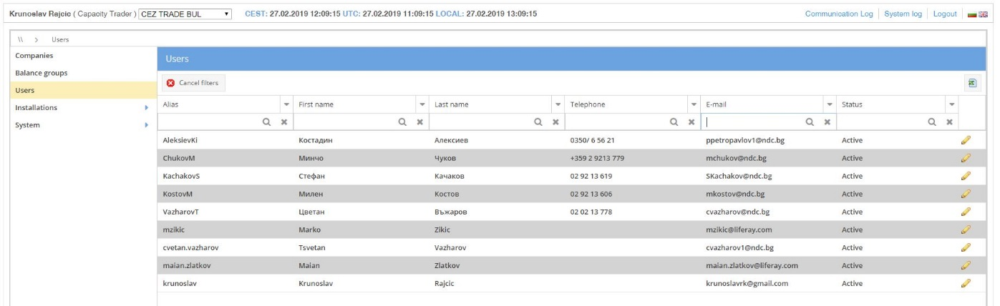 Krunoslav Rajcic ( Capacity Trader ) CEZ TRADE BUL CEST: 27.02.2019 12:09:15 UTC: 27.02.2019 11:09:15 LOCAL: 27.02.2019 13:09:15 Communication Log System log Logout
\\ > Users
Companies
Balance groups
Users
Installations
System
Users
Cancel filters
Alias First name Last name Telephone E-mail Status
AleksievKi Костадин Алексиев 0350/ 6 56 21 ppetropavlov1@ndc.bg Active
ChukovM Минчо Чуков +359 2 9213 779 mchukov@ndc.bg Active
KachakovS Стефан Качаков 02 92 13 619 SKachakov@ndc.bg Active
KostovM Милен Костов 02 92 13 606 mkostov@ndc.bg Active
VazharovT Цветан Въжаров 02 02 13 778 cvazharov@ndc.bg Active
mzikic Marko Zikic mzikic@liferay.com Active
cvetan.vazharov Tsvetan Vazharov cvazharov1@ndc.bg Active
maian.zlatkov Maian Zlatkov maian.zlatkov@liferay.com Active
krunoslav Krunoslav Rajcic krunoslavrk@gmail.com Active